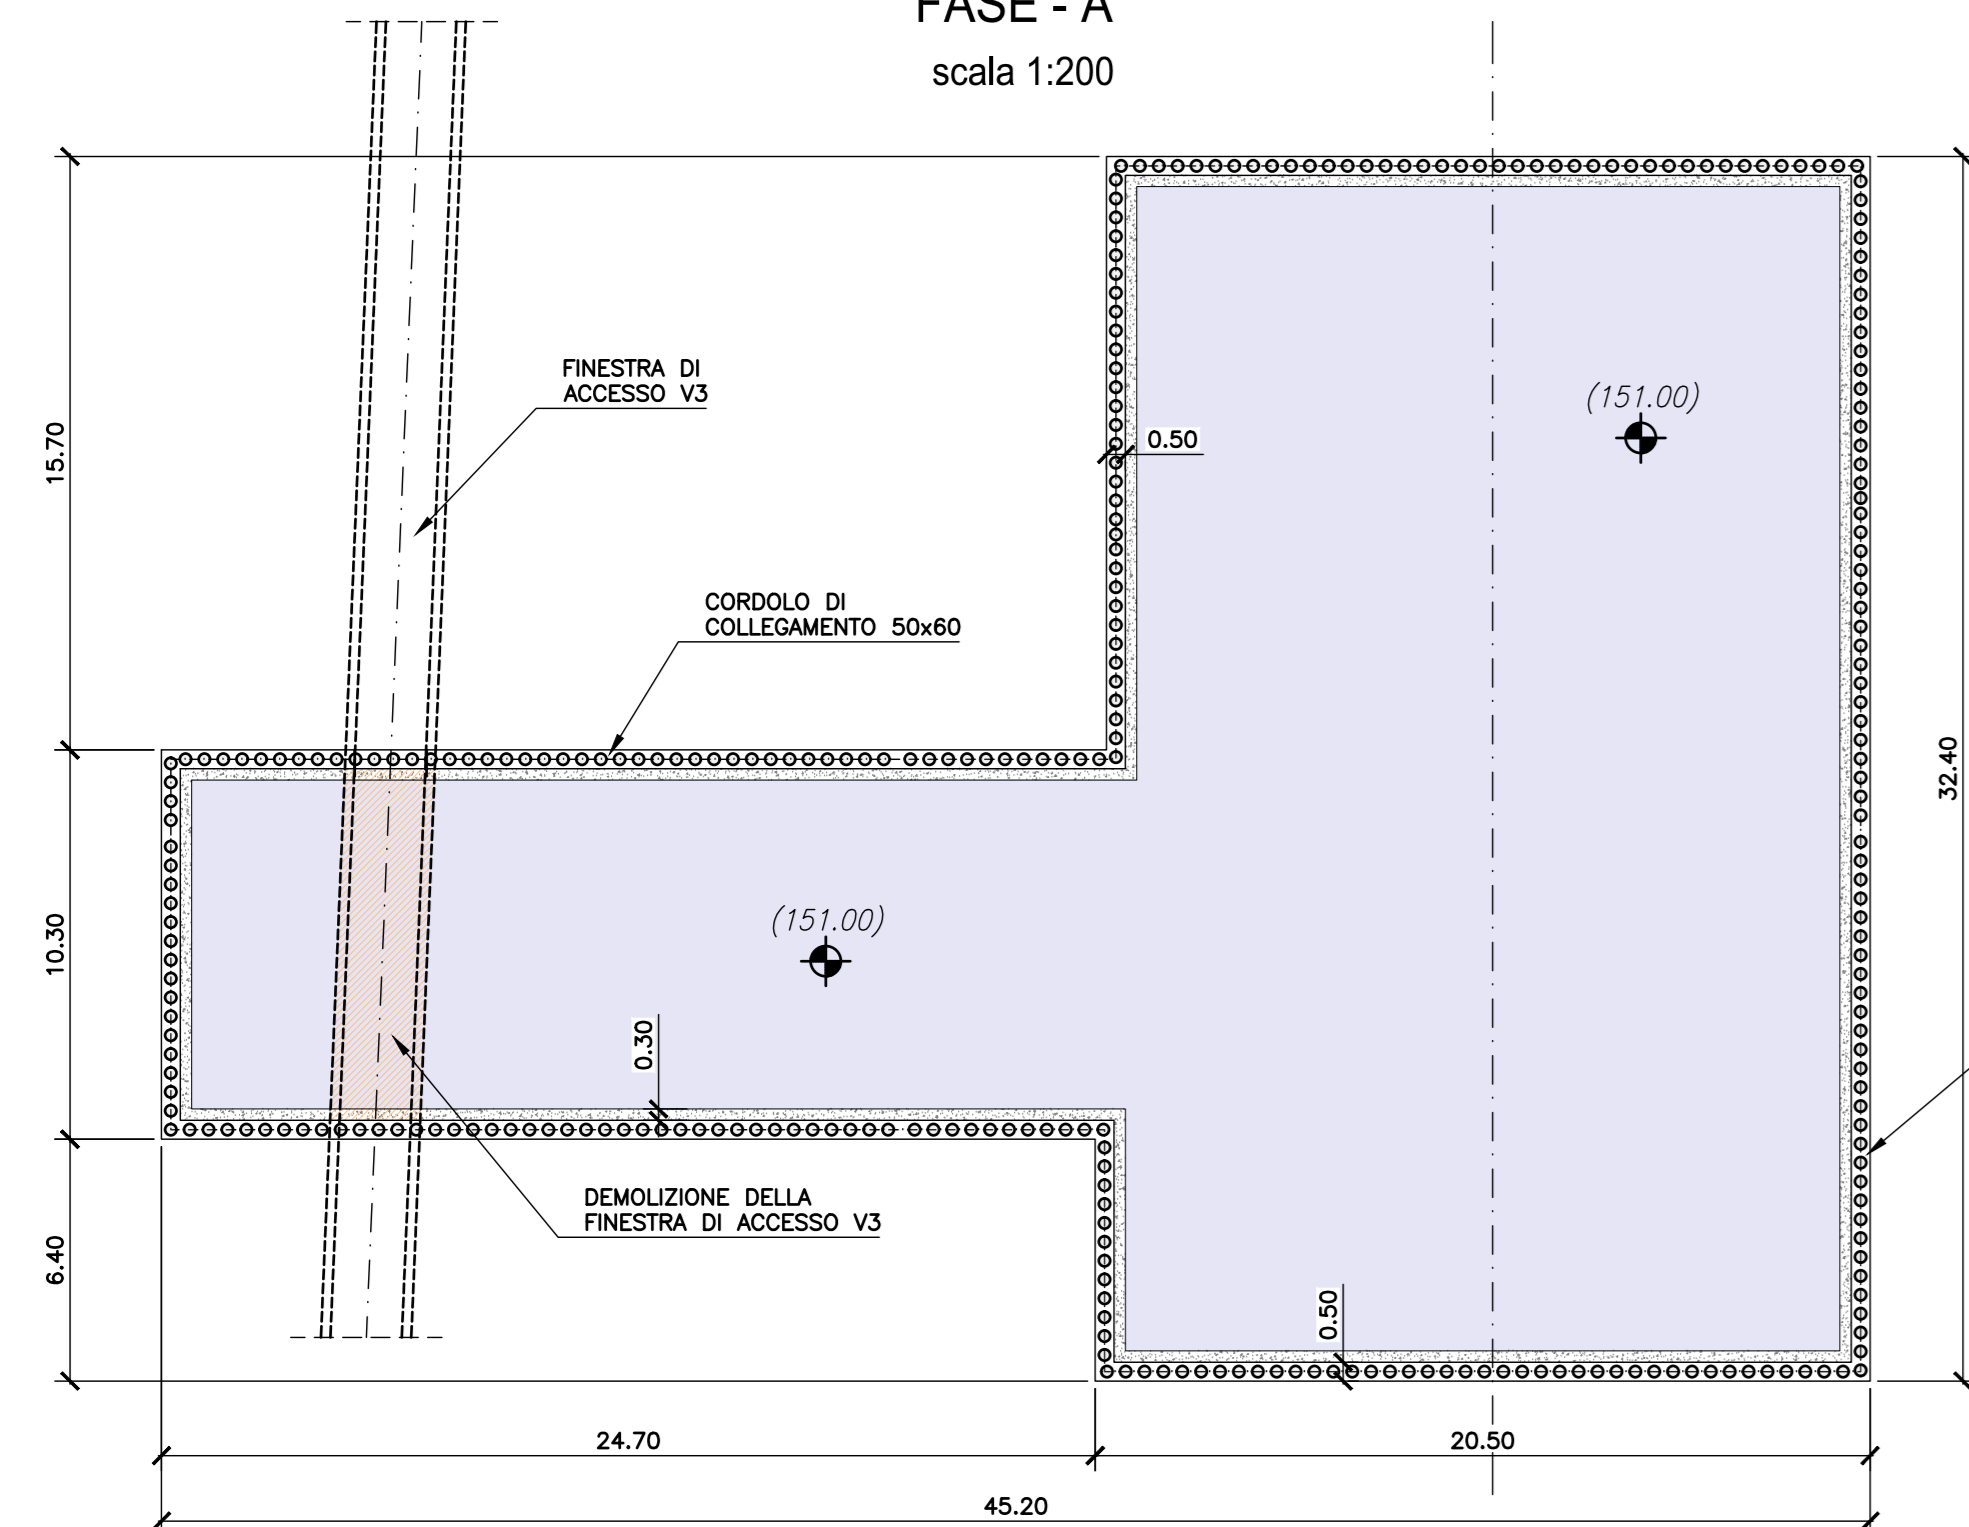 FASE - A
scala 1:200
FINESTRA DI
ACCESSO V3
(151.00)
0.50
15.70
CORDOLO DI
COLLEGAMENTO 50x60
32.40
(151.00)
10.30
0.30
DEMOLIZIONE DELLA
FINESTRA DI ACCESSO V3
6.40
0.50
24.70
20.50
45.20